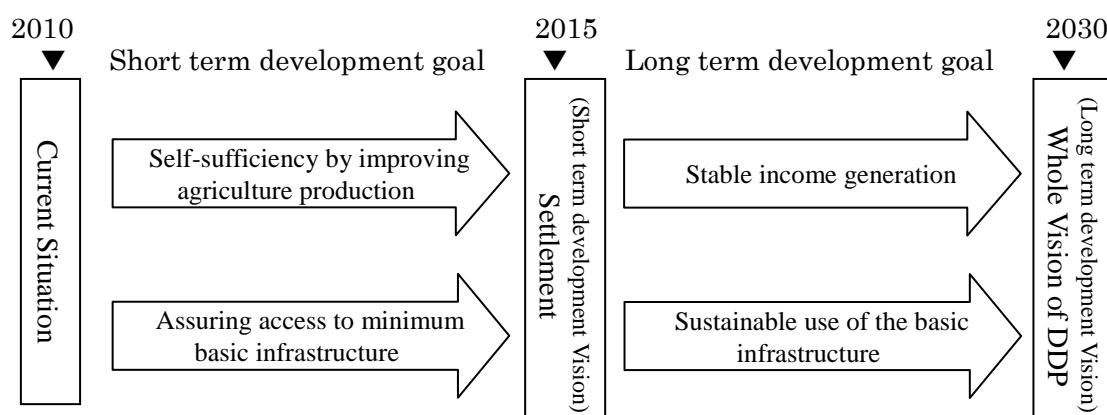 2010
2015
2030
Short term development goal
Long term development goal
Current Situation
Self-sufficiency by improving
agriculture production
Assuring access to minimum
basic infrastructure
(Short term development Vision)
Settlement
Stable income generation
Sustainable use of the basic
infrastructure
(Long term development Vision)
Whole Vision of DDP